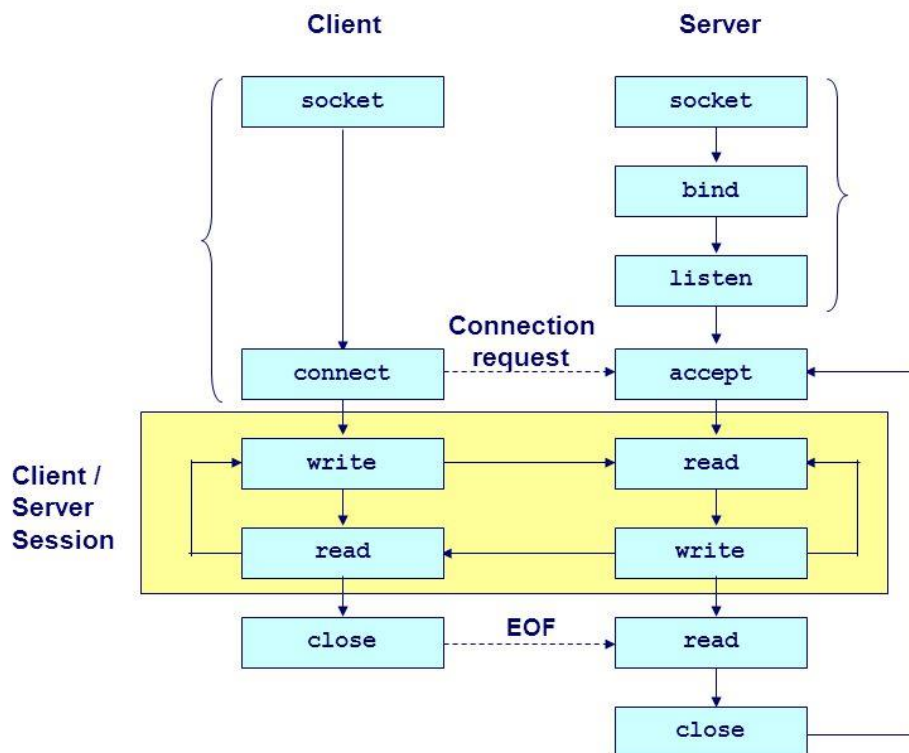 Client
Server
socket
socket
bind
listen
Connection
request
connect
accept
Client /
Server
Session
write
read
read
write
close
EOF
read
close